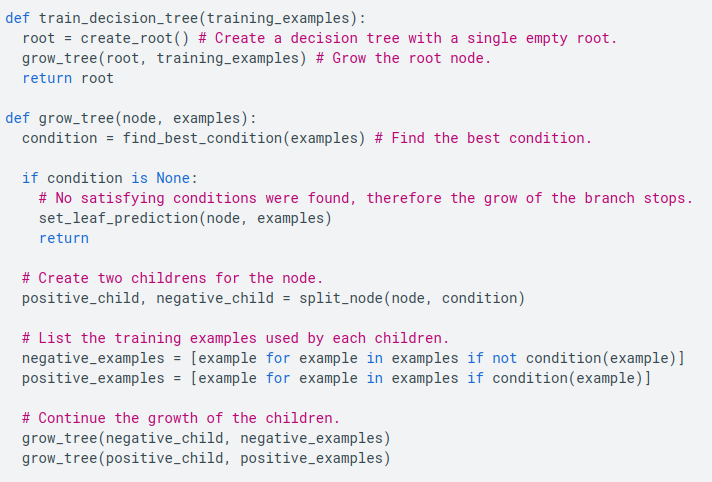 def train_decision_tree(training_examples):
  root = create_root() # Create a decision tree with a single empty root.
  grow_tree(root, training_examples) # Grow the root node.
  return root

def grow_tree(node, examples):
  condition = find_best_condition(examples) # Find the best condition.

  if condition is None:
    # No satisfying conditions were found, therefore the grow of the branch stops.
    set_leaf_prediction(node, examples)
    return

  # Create two childrens for the node.
  positive_child, negative_child = split_node(node, condition)

  # List the training examples used by each children.
  negative_examples = [example for example in examples if not condition(example)]
  positive_examples = [example for example in examples if condition(example)]

  # Continue the growth of the children.
  grow_tree(negative_child, negative_examples)
  grow_tree(positive_child, positive_examples)